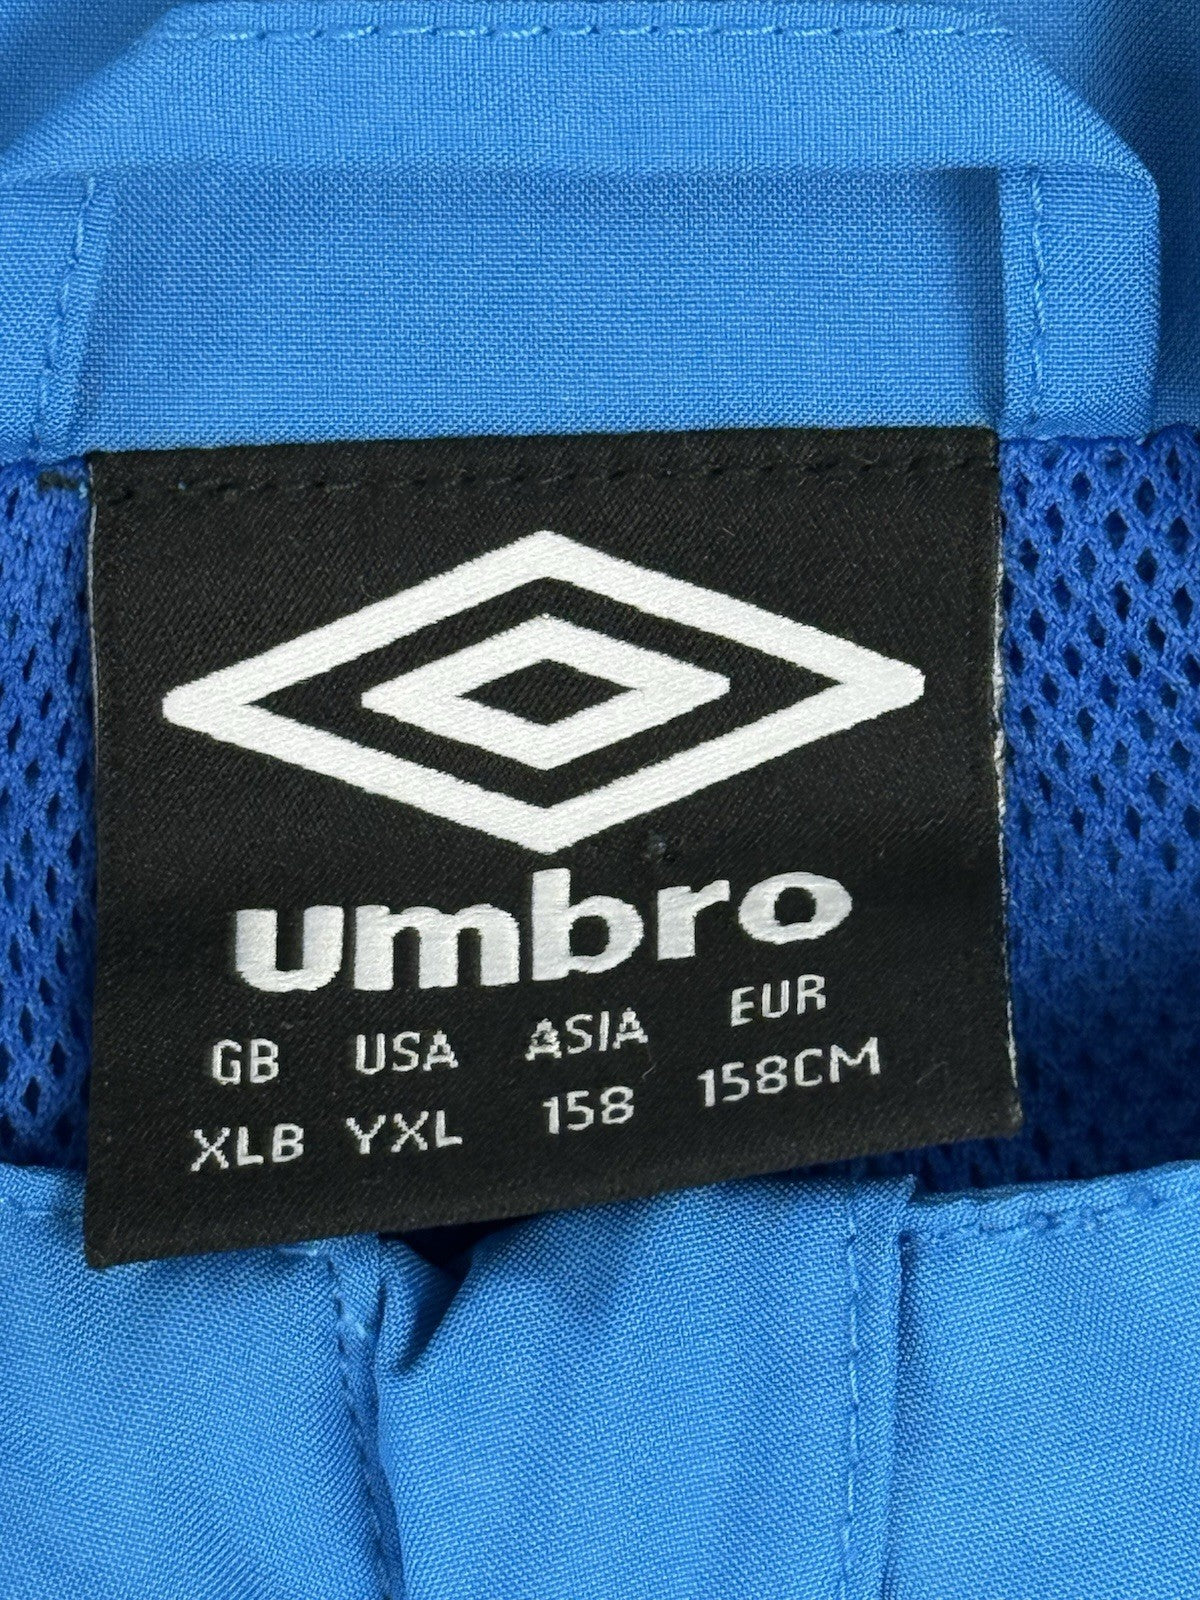 umbro
GB USA ASIA EUR
XLB YXL 158 158CM